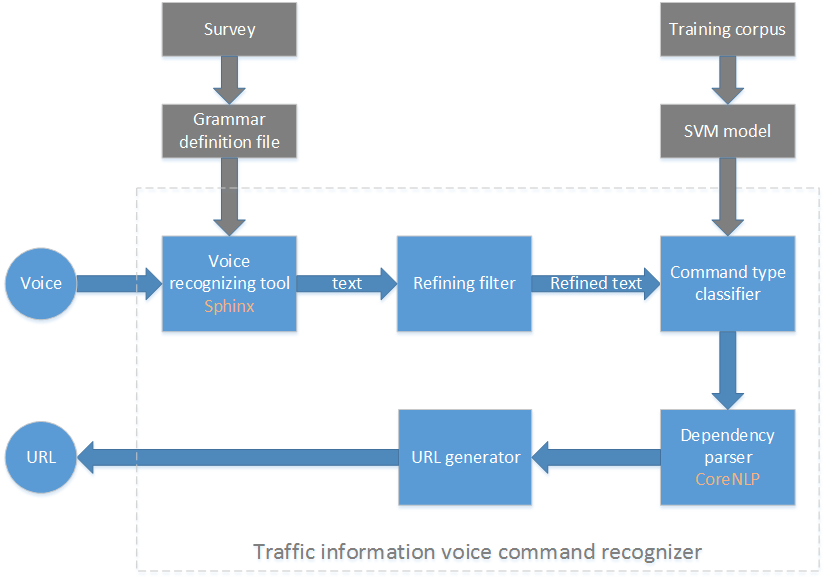 Survey
Training corpus
Grammar
definition file
SVM model
Voice
Voice
recognizing tool
Sphinx
text
Refining filter
Refined text
Command type
classifier
URL
URL generator
Dependency
parser
CoreNLP
Traffic information voice command recognizer